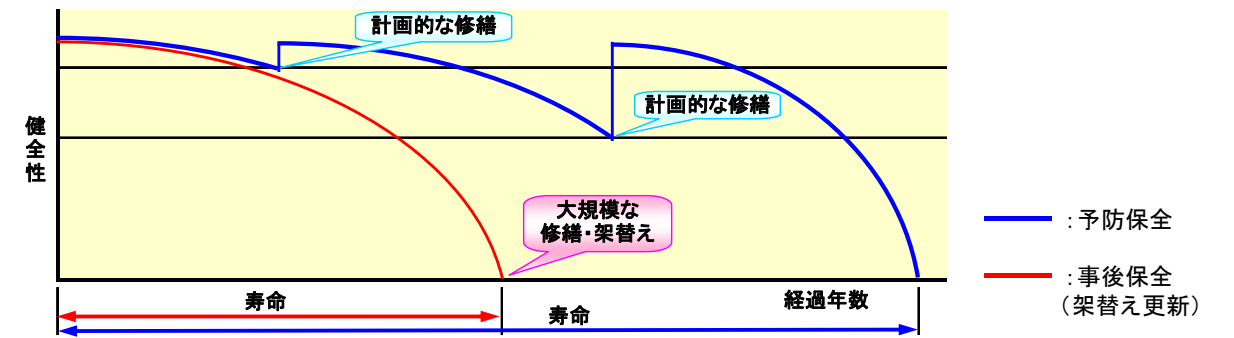 計画的な修繕
計画的な修繕
健全性
大規模な
修繕・架替え
:予防保全
:事後保全
（架替え更新）
寿命
寿命
経過年数